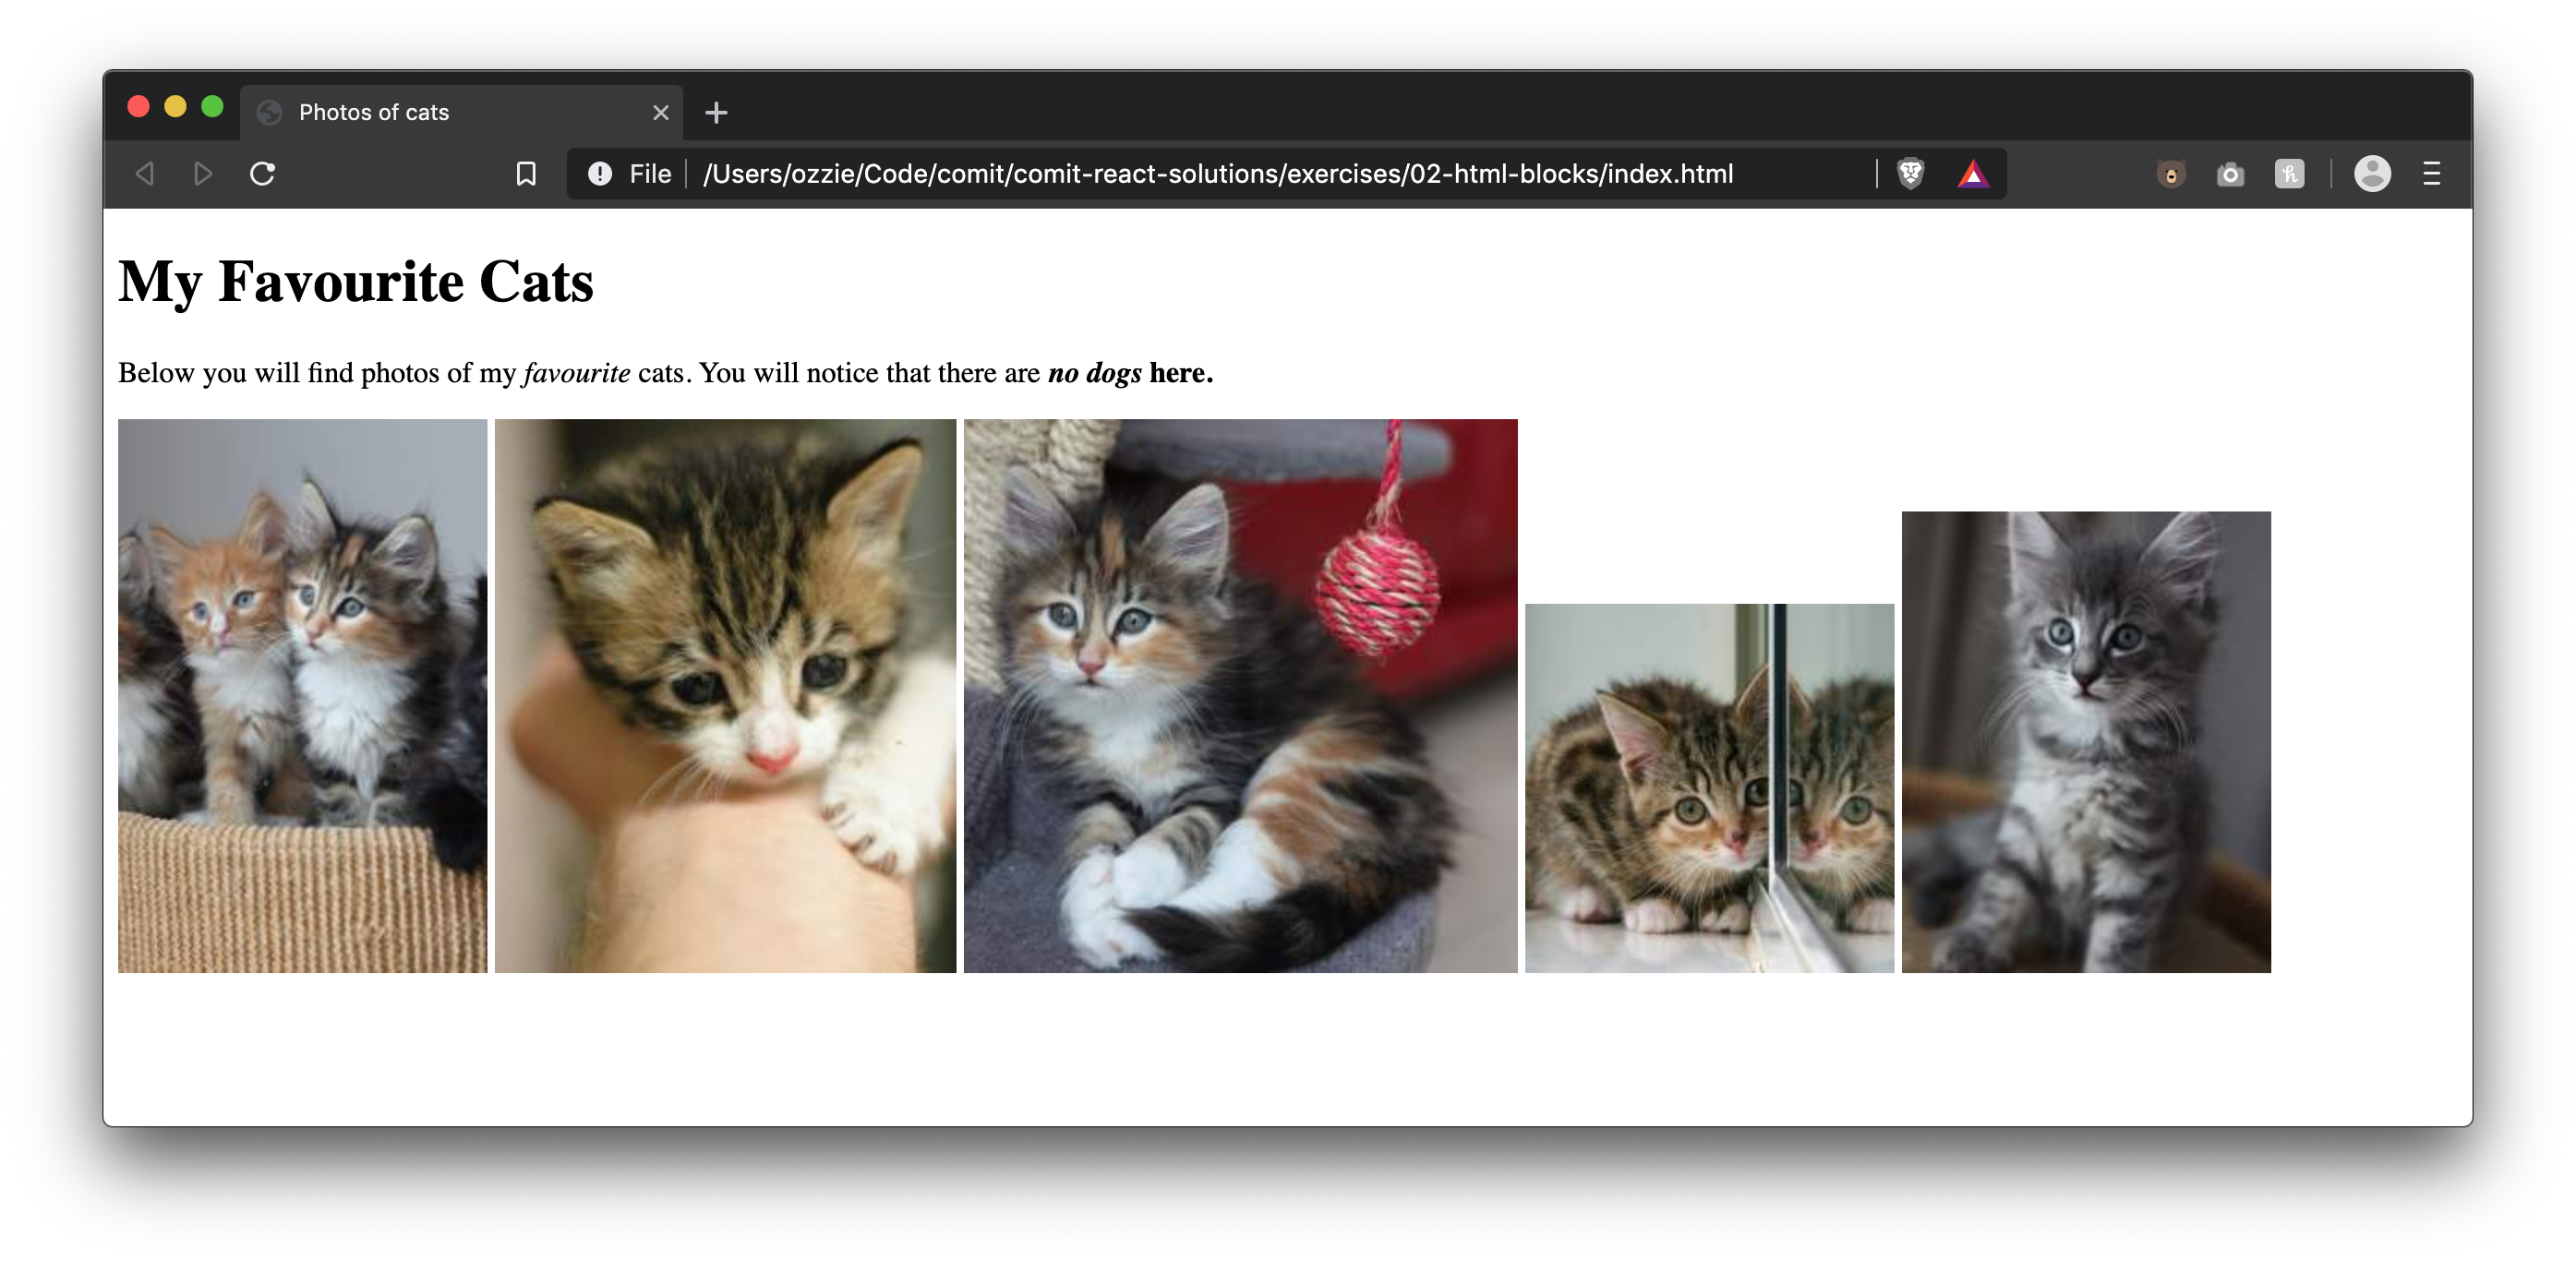 Photos of cats
File /Users/ozzie/Code/comit/comit-react-solutions/exercises/02-html-blocks/index.html
My Favourite Cats
Below you will find photos of my favourite cats. You will notice that there are no dogs here.